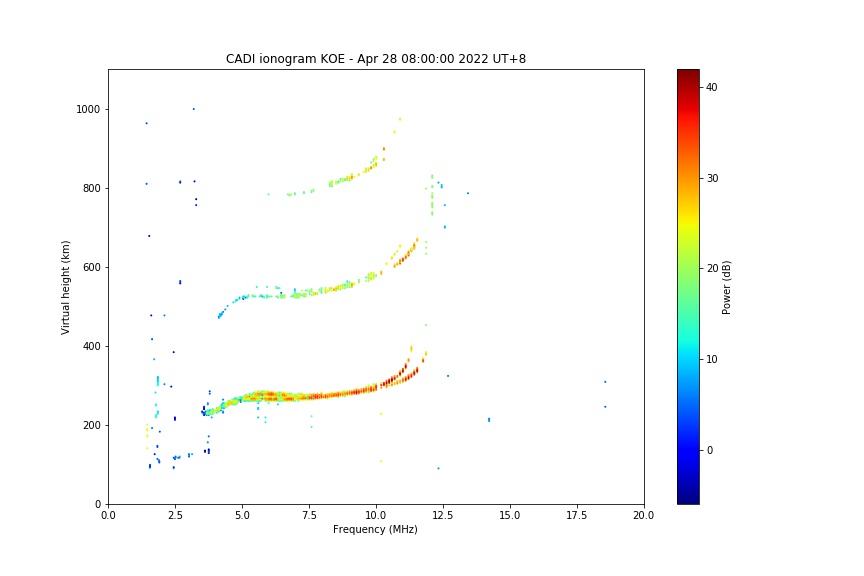 CADI ionogram KOE - Apr 28 08:00:00 2022 UT+8
1000
800
600
400
200
0
Virtual height (km)
0.0 2.5 5.0 7.5 10.0 12.5 15.0 17.5 20.0
Frequency (MHz)
40
30
20
10
0
Power (dB)